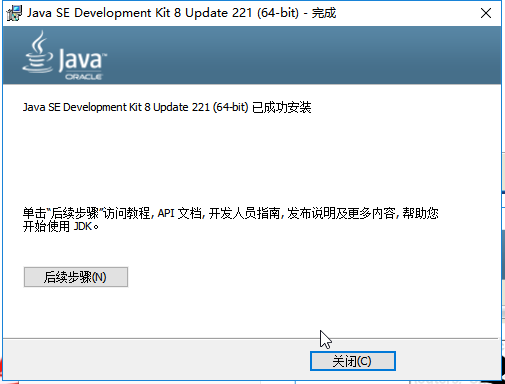 Java SE Development Kit 8 Update 221 (64-bit) - 完成
Java™
ORACLE
Java SE Development Kit 8 Update 221 (64-bit) 已成功安装
单击“后续步骤”访问教程, API 文档, 开发人员指南, 发布说明及更多内容, 帮助您
开始使用 JDK。
后续步骤(N)
关闭(C)